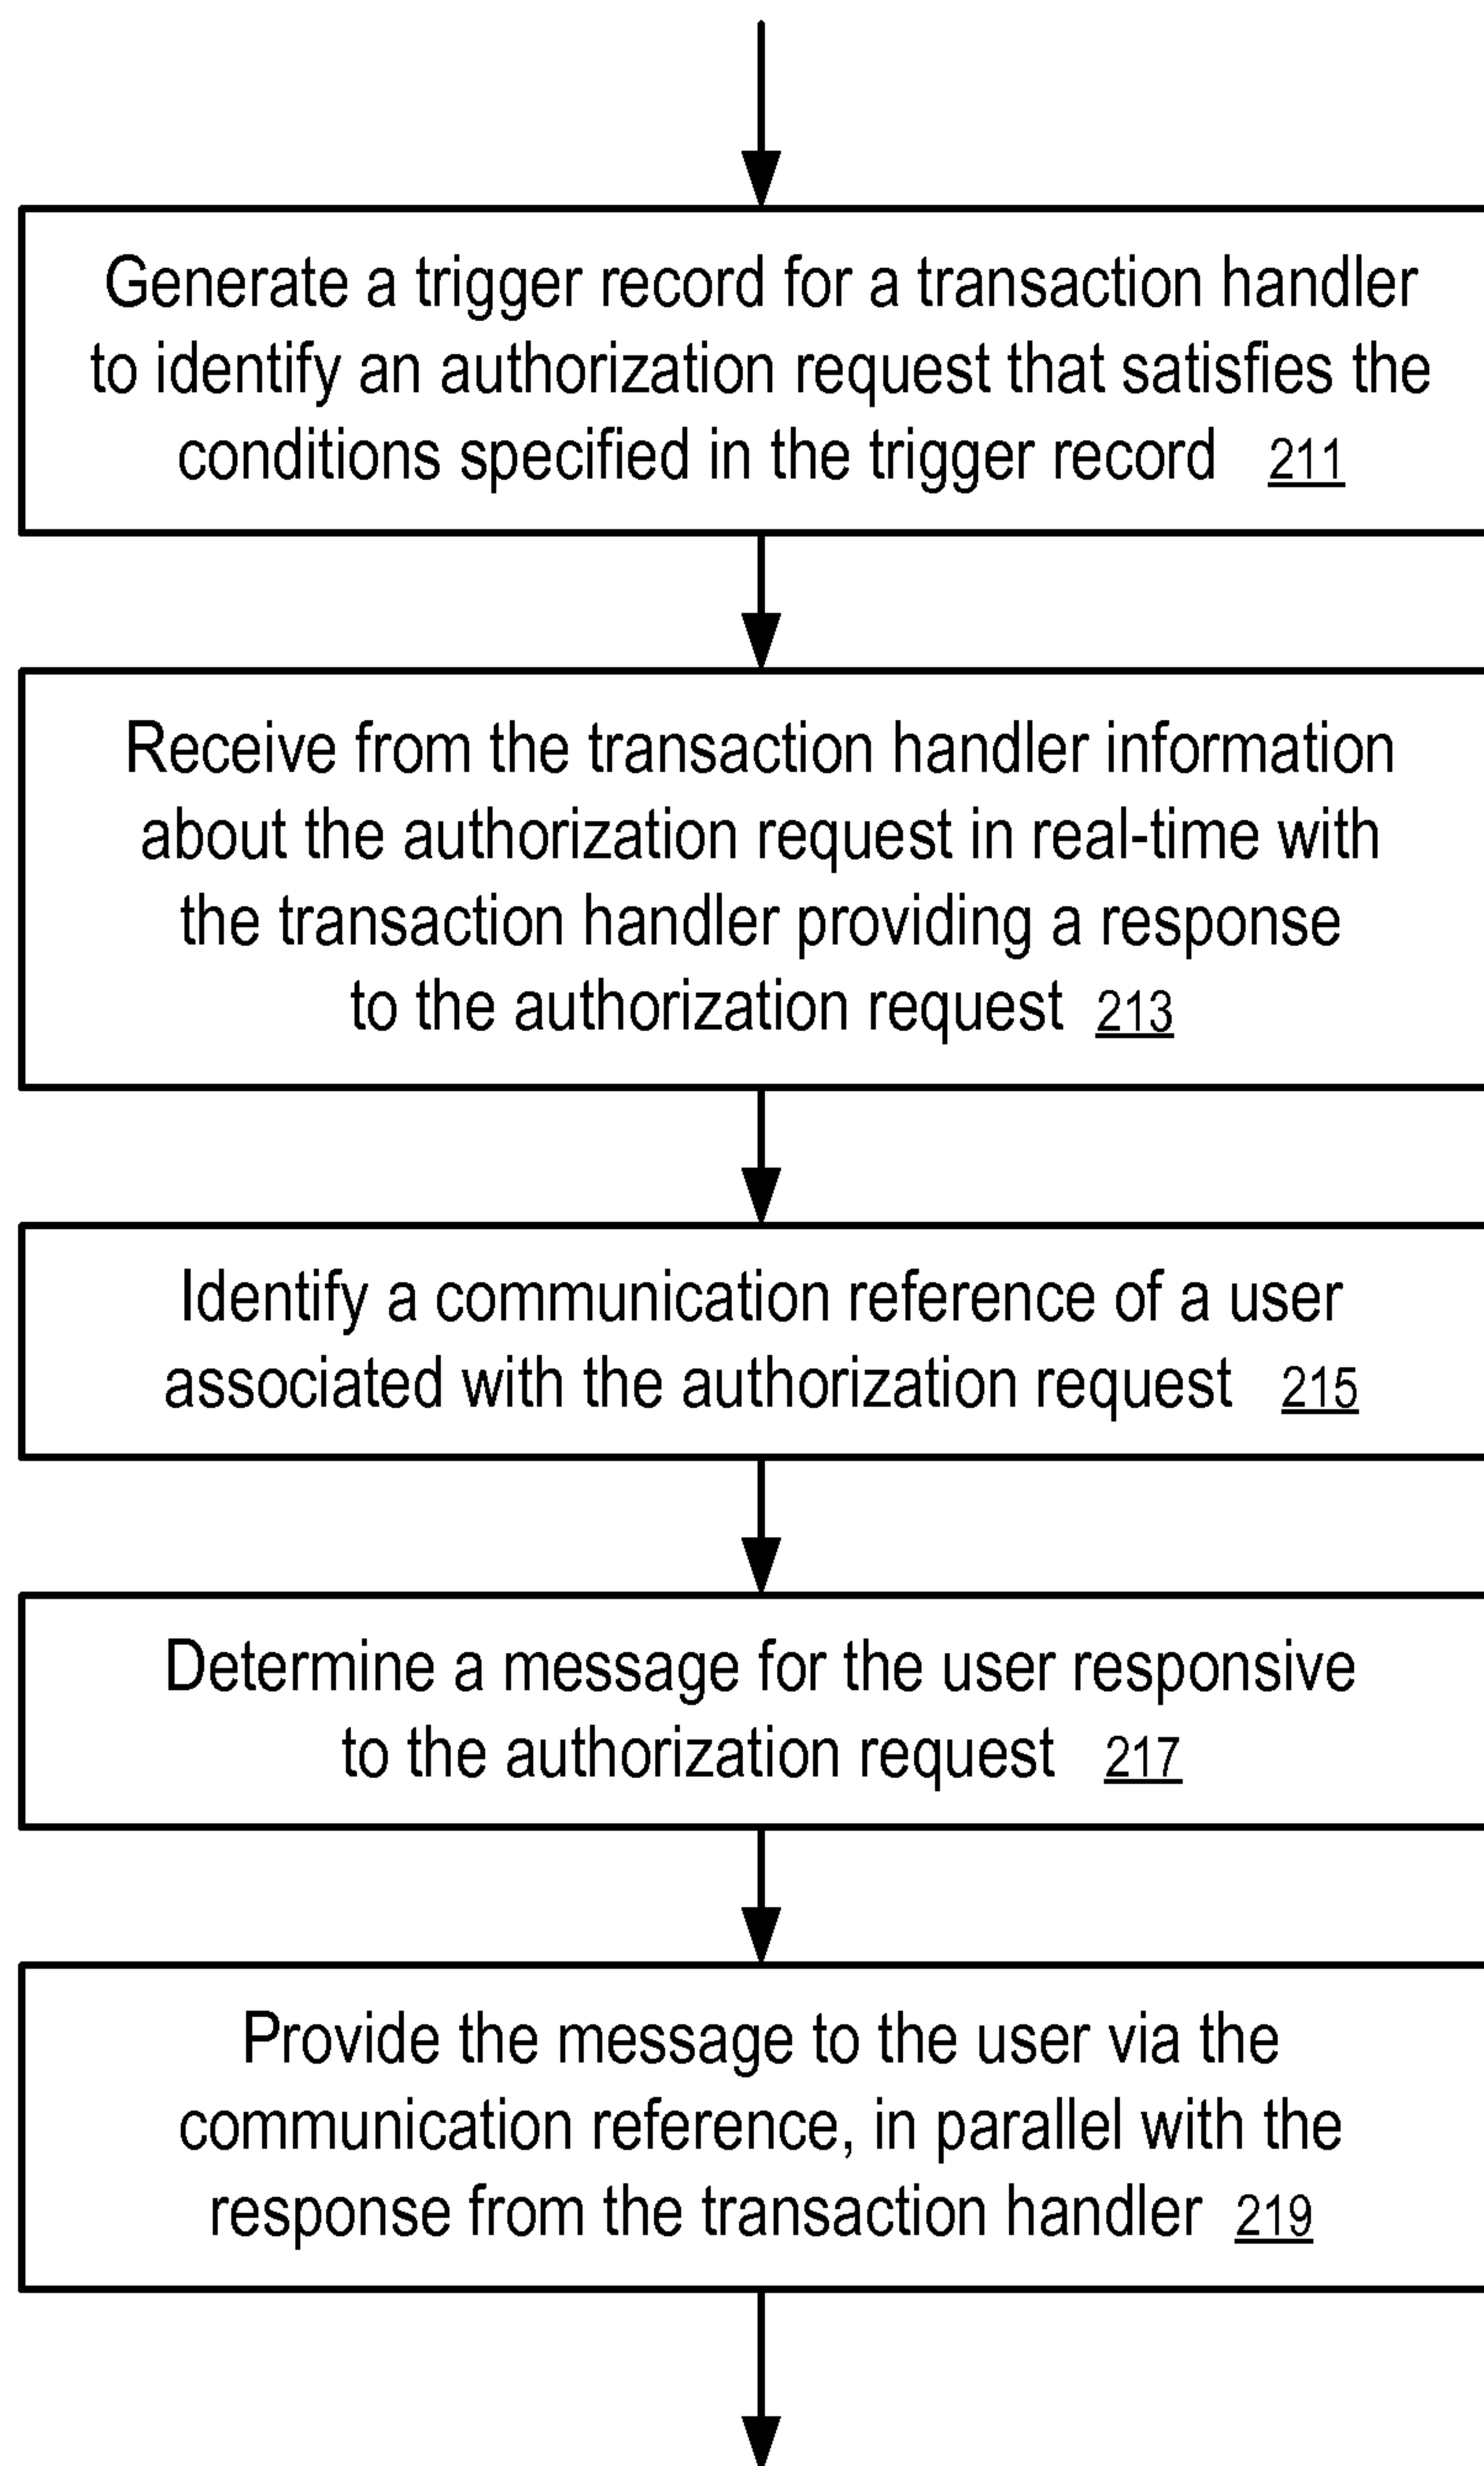 Generate a trigger record for a transaction handler
to identify an authorization request that satisfies the
conditions specified in the trigger record 211
Receive from the transaction handler information
about the authorization request in real-time with
the transaction handler providing a response
to the authorization request 213
Identify a communication reference of a user
associated with the authorization request 215
Determine a message for the user responsive
to the authorization request 217
Provide the message to the user via the
communication reference, in parallel with the
response from the transaction handler 219